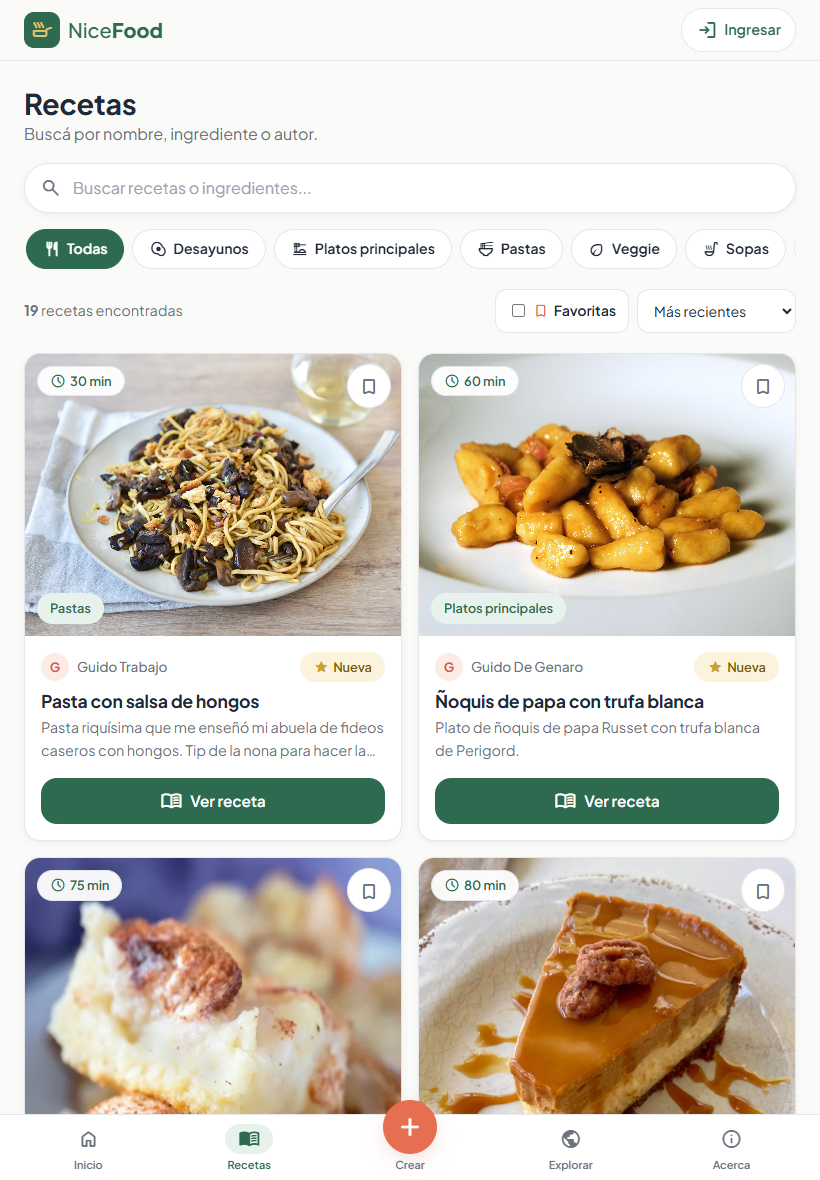 NiceFood
Ingresar
Recetas
Buscá por nombre, ingrediente o autor.
Buscar recetas o ingredientes...
Todas
Desayunos
Platos principales
Pastas
Veggie
Sopas
19 recetas encontradas
Favoritas
Más recientes
30 min
60 min
Pastas
Platos principales
G Guido Trabajo
Nueva
G Guido De Genaro
Nueva
Pasta con salsa de hongos
Pasta riquísima que me enseñó mi abuela de fideos
caseros con hongos. Tip de la nona para hacer la...
Ver receta
Ñoquis de papa con trufa blanca
Plato de ñoquis de papa Russet con trufa blanca
de Perigord.
Ver receta
75 min
80 min
Inicio
Recetas
Crear
Explorar
Acerca